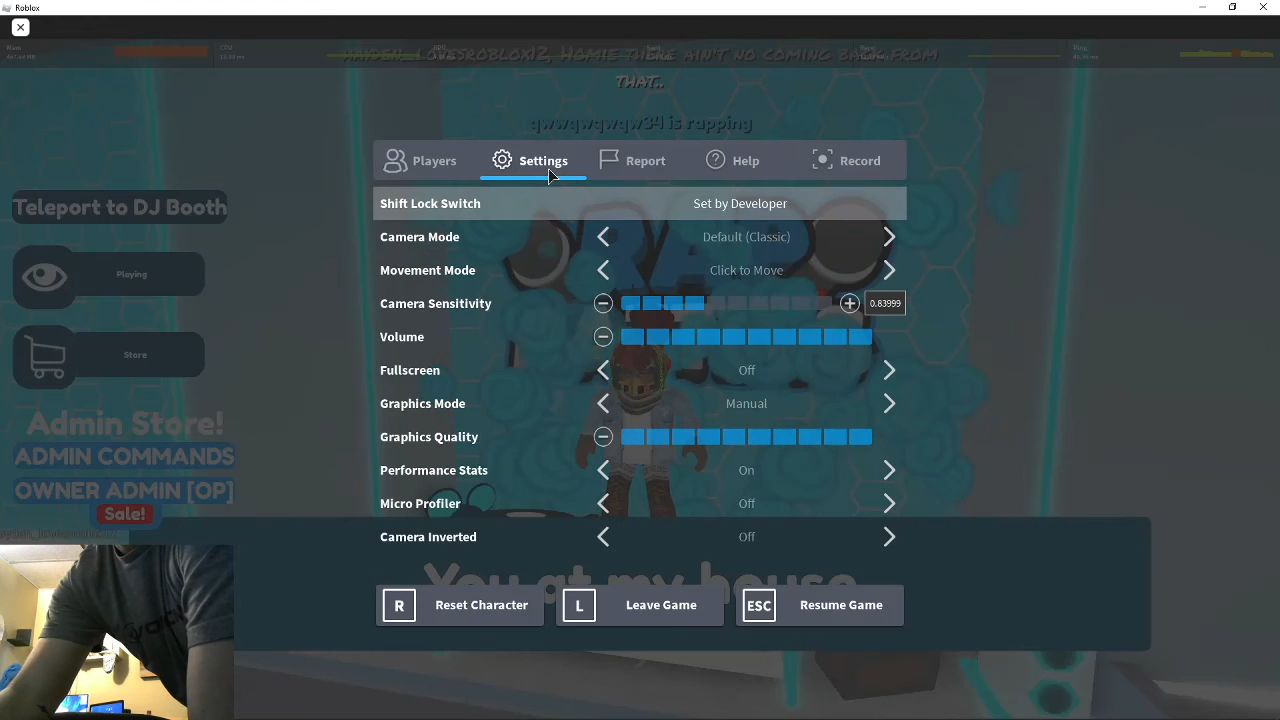 Roblox
hayden_lovesroblox12, Homie there ain't no coming back from
that..
qwwqwqwqw34 is rapping
Players Settings Report Help Record
Teleport to DJ Booth
Playing
Store
Admin Store!
ADMIN COMMANDS
OWNER ADMIN [OP]
Sale!
Shift Lock Switch Set by Developer
Camera Mode Default (Classic)
Movement Mode Click to Move
Camera Sensitivity 0.83999
Volume
Fullscreen Off
Graphics Mode Manual
Graphics Quality
Performance Stats On
Micro Profiler Off
Camera Inverted Off
You at my house
R Reset Character L Leave Game ESC Resume Game